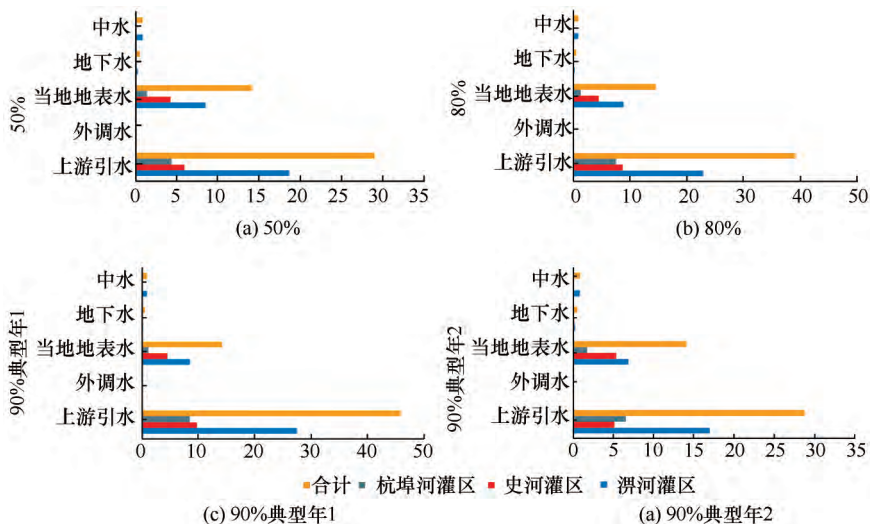 中水
地下水
当地地表水
外调水
上游引水
50%
0 5 10 15 20 25 30 35
(a) 50%
中水
地下水
当地地表水
外调水
上游引水
80%
0 10 20 30 40 50
(b) 80%
中水
地下水
当地地表水
外调水
上游引水
90%典型年1
0 10 20 30 40 50
中水
地下水
当地地表水
外调水
上游引水
90%典型年2
0 5 10 15 20 25 30 35
合计 杭埠河灌区 史河灌区 淠河灌区
(c) 90%典型年1
(a) 90%典型年2